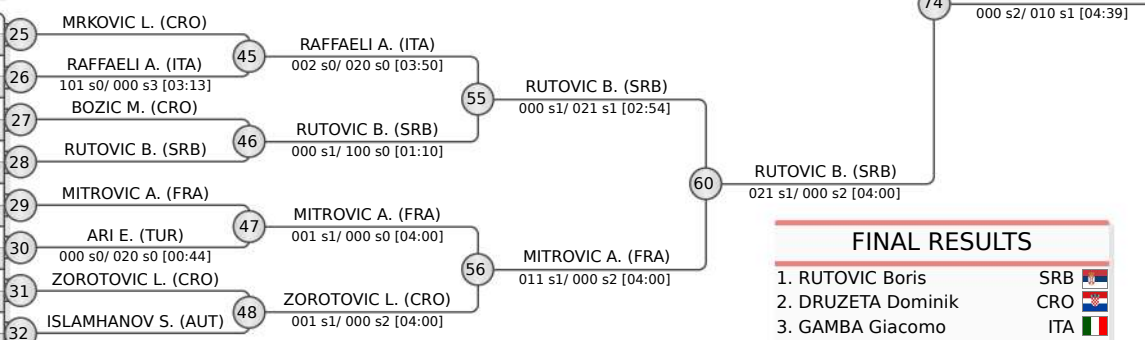 74
000 s2/ 010 s1 [04:39]
25
MRKOVIC L. (CRO)
45
RAFFAELI A. (ITA)
002 s0/ 020 s0 [03:50]
26
RAFFAELI A. (ITA)
101 s0/ 000 s3 [03:13]
55
RUTOVIC B. (SRB)
000 s1/ 021 s1 [02:54]
27
BOZIC M. (CRO)
46
RUTOVIC B. (SRB)
000 s1/ 100 s0 [01:10]
28
RUTOVIC B. (SRB)
60
RUTOVIC B. (SRB)
021 s1/ 000 s2 [04:00]
29
MITROVIC A. (FRA)
47
MITROVIC A. (FRA)
001 s1/ 000 s0 [04:00]
30
ARI E. (TUR)
000 s0/ 020 s0 [00:44]
56
MITROVIC A. (FRA)
011 s1/ 000 s2 [04:00]
31
ZOROTOVIC L. (CRO)
48
ZOROTOVIC L. (CRO)
001 s1/ 000 s2 [04:00]
32
ISLAMHANOV S. (AUT)
FINAL RESULTS
1. RUTOVIC Boris SRB
2. DRUZETA Dominik CRO
3. GAMBA Giacomo ITA